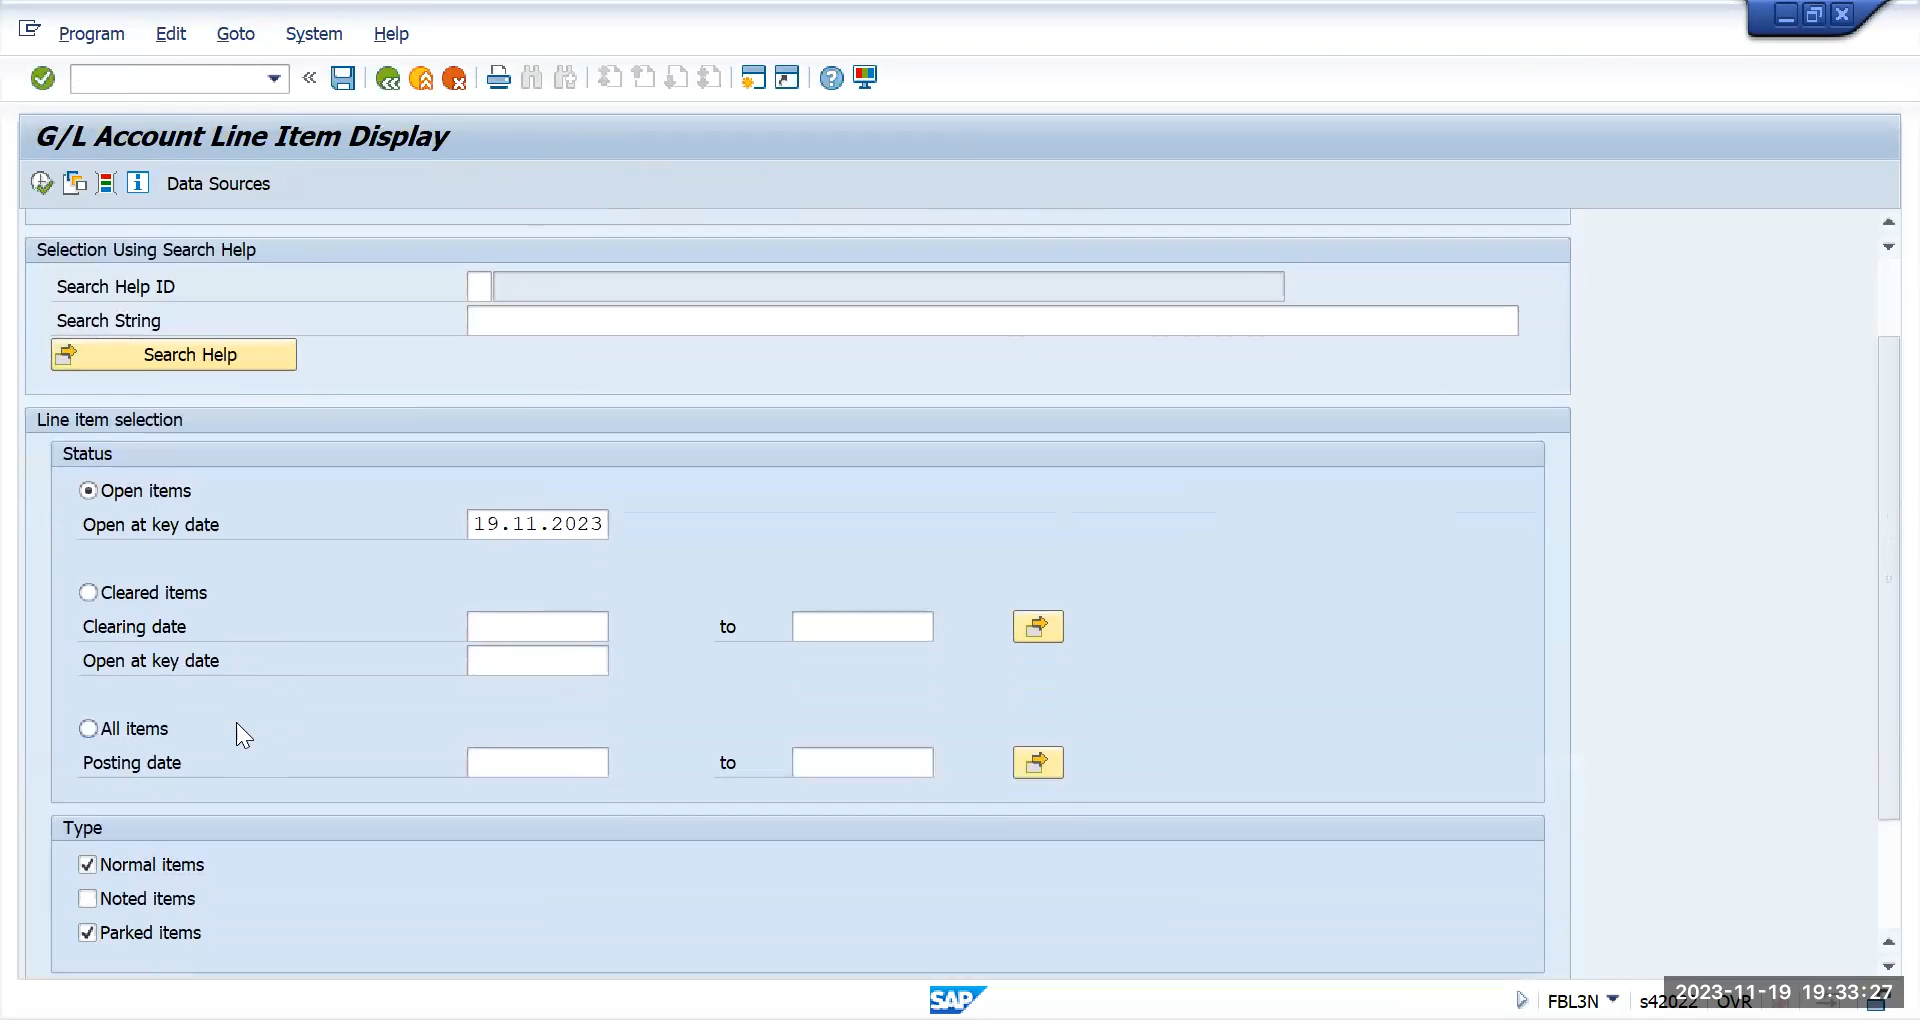 Program Edit Goto System Help
G/L Account Line Item Display
Data Sources
Selection Using Search Help
Search Help ID
Search String
Search Help
Line item selection
Status
Open items
Open at key date 19.11.2023
Cleared items
Clearing date to
Open at key date
All items
Posting date to
Type
Normal items
Noted items
Parked items
SAP FBL3N s42022 OVR
2023-11-19 19:33:27